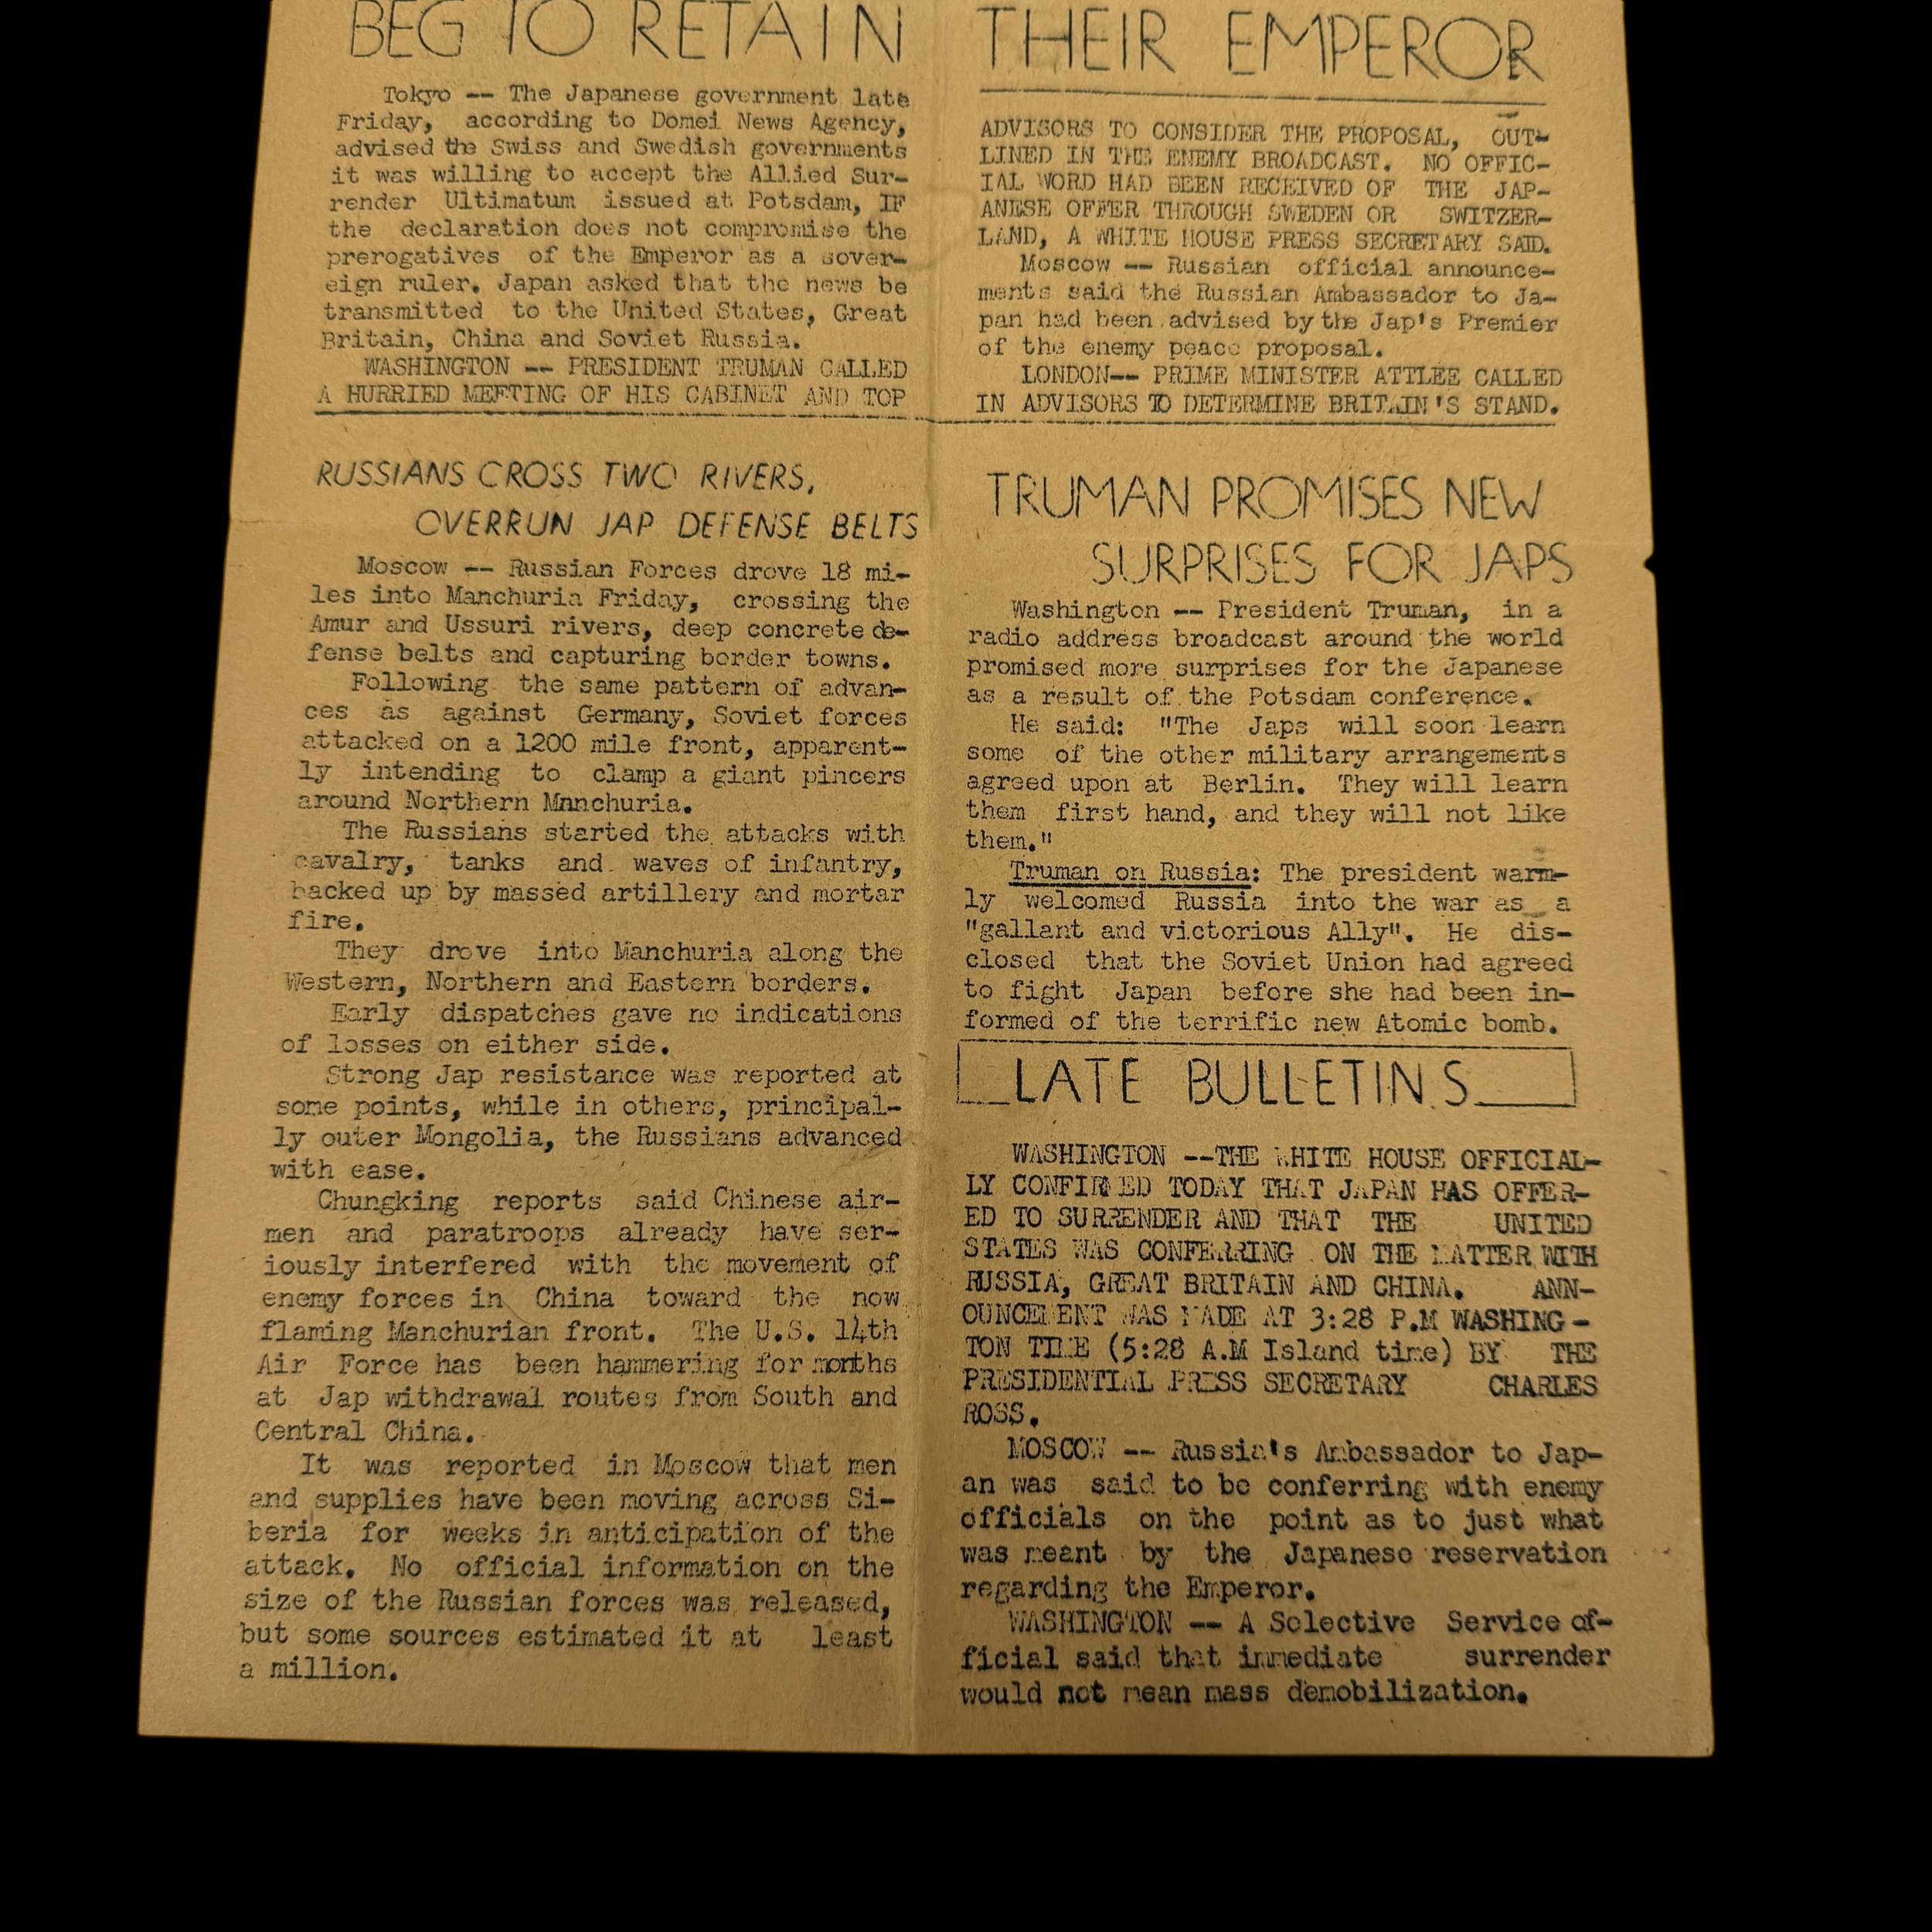 BEG TO RETAIN THEIR EMPEROR
Tokyo -- The Japanese government late
Friday, according to Domei News Agency,
advised the Swiss and Swedish governments
it was willing to accept the Allied Sur-
render Ultimatum issued at Potsdam, IF
the declaration does not compromise the
prerogatives of the Emperor as a sover-
eign ruler. Japan asked that the news be
transmitted to the United States, Great
Britain, China and Soviet Russia.
WASHINGTON -- PRESIDENT TRUMAN CALLED
A HURRIED MEETING OF HIS CABINET AND TOP
ADVISORS TO CONSIDER THE PROPOSAL, OUT-
LINED IN THE ENEMY BROADCAST. NO OFFIC-
IAL WORD HAD BEEN RECEIVED OF THE JAP-
ANESE OFFER THROUGH SWEDEN OR SWITZER-
LAND, A WHITE HOUSE PRESS SECRETARY SAID.
Moscow -- Russian official announce-
ments said the Russian Ambassador to Ja-
pan had been advised by the Jap's Premier
of the enemy peace proposal.
LONDON-- PRIME MINISTER ATTLEE CALLED
IN ADVISORS TO DETERMINE BRITAIN'S STAND.
RUSSIANS CROSS TWO RIVERS,
OVERRUN JAP DEFENSE BELTS
Moscow -- Russian Forces drove 18 mi-
les into Manchuria Friday, crossing the
Amur and Ussuri rivers, deep concrete de-
fense belts and capturing border towns.
Following the same pattern of advan-
ces as against Germany, Soviet forces
attacked on a 1200 mile front, apparent-
ly intending to clamp a giant pincers
around Northern Mnnchuria.
The Russians started the attacks with
cavalry, tanks and waves of infantry,
backed up by massed artillery and mortar
fire.
They drove into Manchuria along the
Western, Northern and Eastern borders.
Early dispatches gave no indications
of losses on either side.
Strong Jap resistance was reported at
some points, while in others, principal-
ly outer Mongolia, the Russians advanced
with ease.
Chungking reports said Chinese air-
men and paratroops already have ser-
iously interfered with the movement of
enemy forces in China toward the now
flaming Manchurian front. The U.S. 14th
Air Force has been hammering for months
at Jap withdrawal routes from South and
Central China.
It was reported in Moscow that men
and supplies have been moving across Si-
beria for weeks in anticipation of the
attack. No official information on the
size of the Russian forces was released,
but some sources estimated it at least
a million.
TRUMAN PROMISES NEW
SURPRISES FOR JAPS
Washington -- President Truman, in a
radio address broadcast around the world
promised more surprises for the Japanese
as a result of the Potsdam conference.
He said: "The Japs will soon learn
some of the other military arrangements
agreed upon at Berlin. They will learn
them first hand, and they will not like
them."
Truman on Russia: The president warm-
ly welcomed Russia into the war as a
"gallant and victorious Ally". He dis-
closed that the Soviet Union had agreed
to fight Japan before she had been in-
formed of the terrific new Atomic bomb.
LATE BULLETINS
WASHINGTON --THE WHITE HOUSE OFFICIAL-
LY CONFIRMED TODAY THAT JAPAN HAS OFFER-
ED TO SURRENDER AND THAT THE UNITED
STATES WAS CONFERRING ON THE MATTER WITH
RUSSIA, GREAT BRITAIN AND CHINA. ANN-
OUNCEMENT WAS MADE AT 3:28 P.M WASHING-
TON TIME (5:28 A.M Island time) BY THE
PRESIDENTIAL PRESS SECRETARY CHARLES
ROSS.
MOSCOW -- Russia's Ambassador to Jap-
an was said to be conferring with enemy
officials on the point as to just what
was meant by the Japanese reservation
regarding the Emperor.
WASHINGTON -- A Selective Service of-
ficial said that immediate surrender
would not mean mass demobilization.